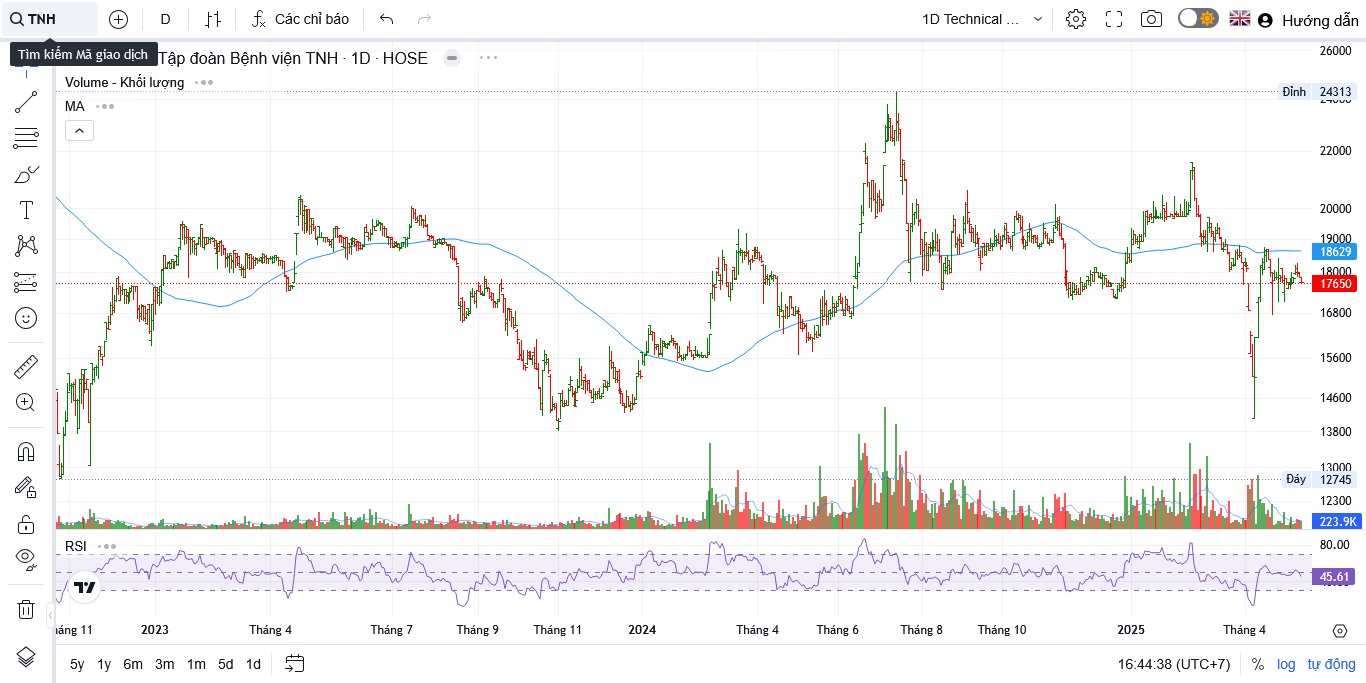 TNH D Các chỉ báo 1D Technical ... Hướng dẫn
Tìm kiếm Mã giao dịch
Tập đoàn Bệnh viện TNH · 1D · HOSE
Volume - Khối lượng
MA
26000
Đỉnh 24313
22000
20000
19000
18629
18000
17650
16800
15600
14600
13800
13000
Đáy 12745
12300
223.9K
RSI
80.00
45.61
háng 11 2023 Tháng 4 Tháng 7 Tháng 9 Tháng 11 2024 Tháng 4 Tháng 6 Tháng 8 Tháng 10 2025 Tháng 4
5y 1y 6m 3m 1m 5d 1d 16:44:38 (UTC+7) % log tự động